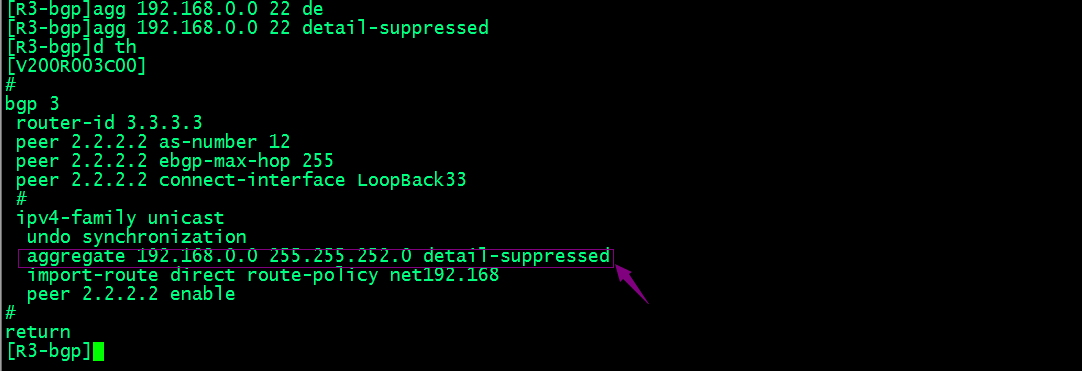 [R3-bgp]agg 192.168.0.0 22 de
[R3-bgp]agg 192.168.0.0 22 detail-suppressed
[R3-bgp]d th
[V200R003C00]
#
bgp 3
router-id 3.3.3.3
peer 2.2.2.2 as-number 12
peer 2.2.2.2 ebgp-max-hop 255
peer 2.2.2.2 connect-interface LoopBack33
#
ipv4-family unicast
undo synchronization
aggregate 192.168.0.0 255.255.252.0 detail-suppressed
import-route direct route-policy net192.168
peer 2.2.2.2 enable
#
return
[R3-bgp]